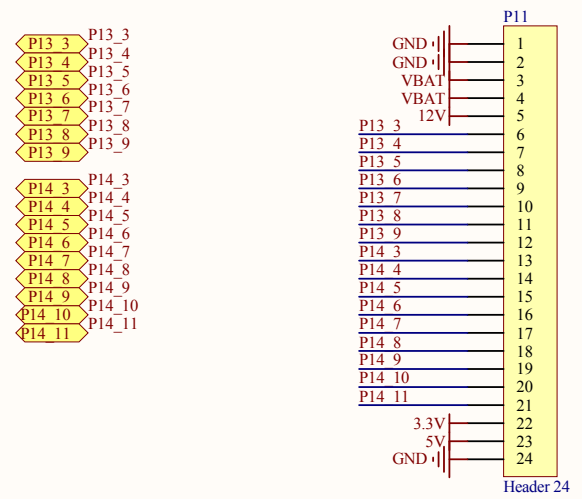 P13_3 P13_3
P13_4 P13_4
P13_5 P13_5
P13_6 P13_6
P13_7 P13_7
P13_8 P13_8
P13_9 P13_9
P14_3 P14_3
P14_4 P14_4
P14_5 P14_5
P14_6 P14_6
P14_7 P14_7
P14_8 P14_8
P14_9 P14_9
P14_10 P14_10
P14_11 P14_11
P11
GND 1
GND 2
VBAT 3
VBAT 4
12V 5
P13_3 6
P13_4 7
P13_5 8
P13_6 9
P13_7 10
P13_8 11
P13_9 12
P14_3 13
P14_4 14
P14_5 15
P14_6 16
P14_7 17
P14_8 18
P14_9 19
P14_10 20
P14_11 21
3.3V 22
5V 23
GND 24
Header 24